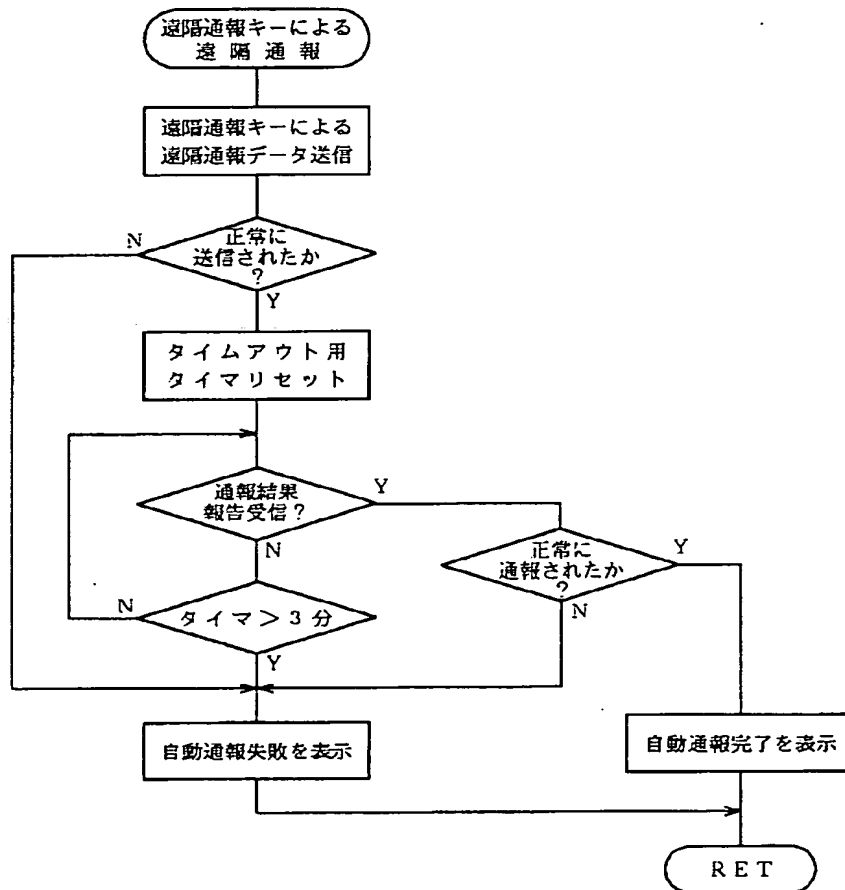 遠隔通報キーによる
遠隔通報
遠隔通報キーによる
遠隔通報データ送信
正常に
送信されたか
?
N
Y
タイムアウト用
タイマリセット
通報結果
報告受信?
Y
N
正常に
通報されたか
?
Y
N
タイマ>3分
N
Y
自動通報失敗を表示
自動通報完了を表示
RET